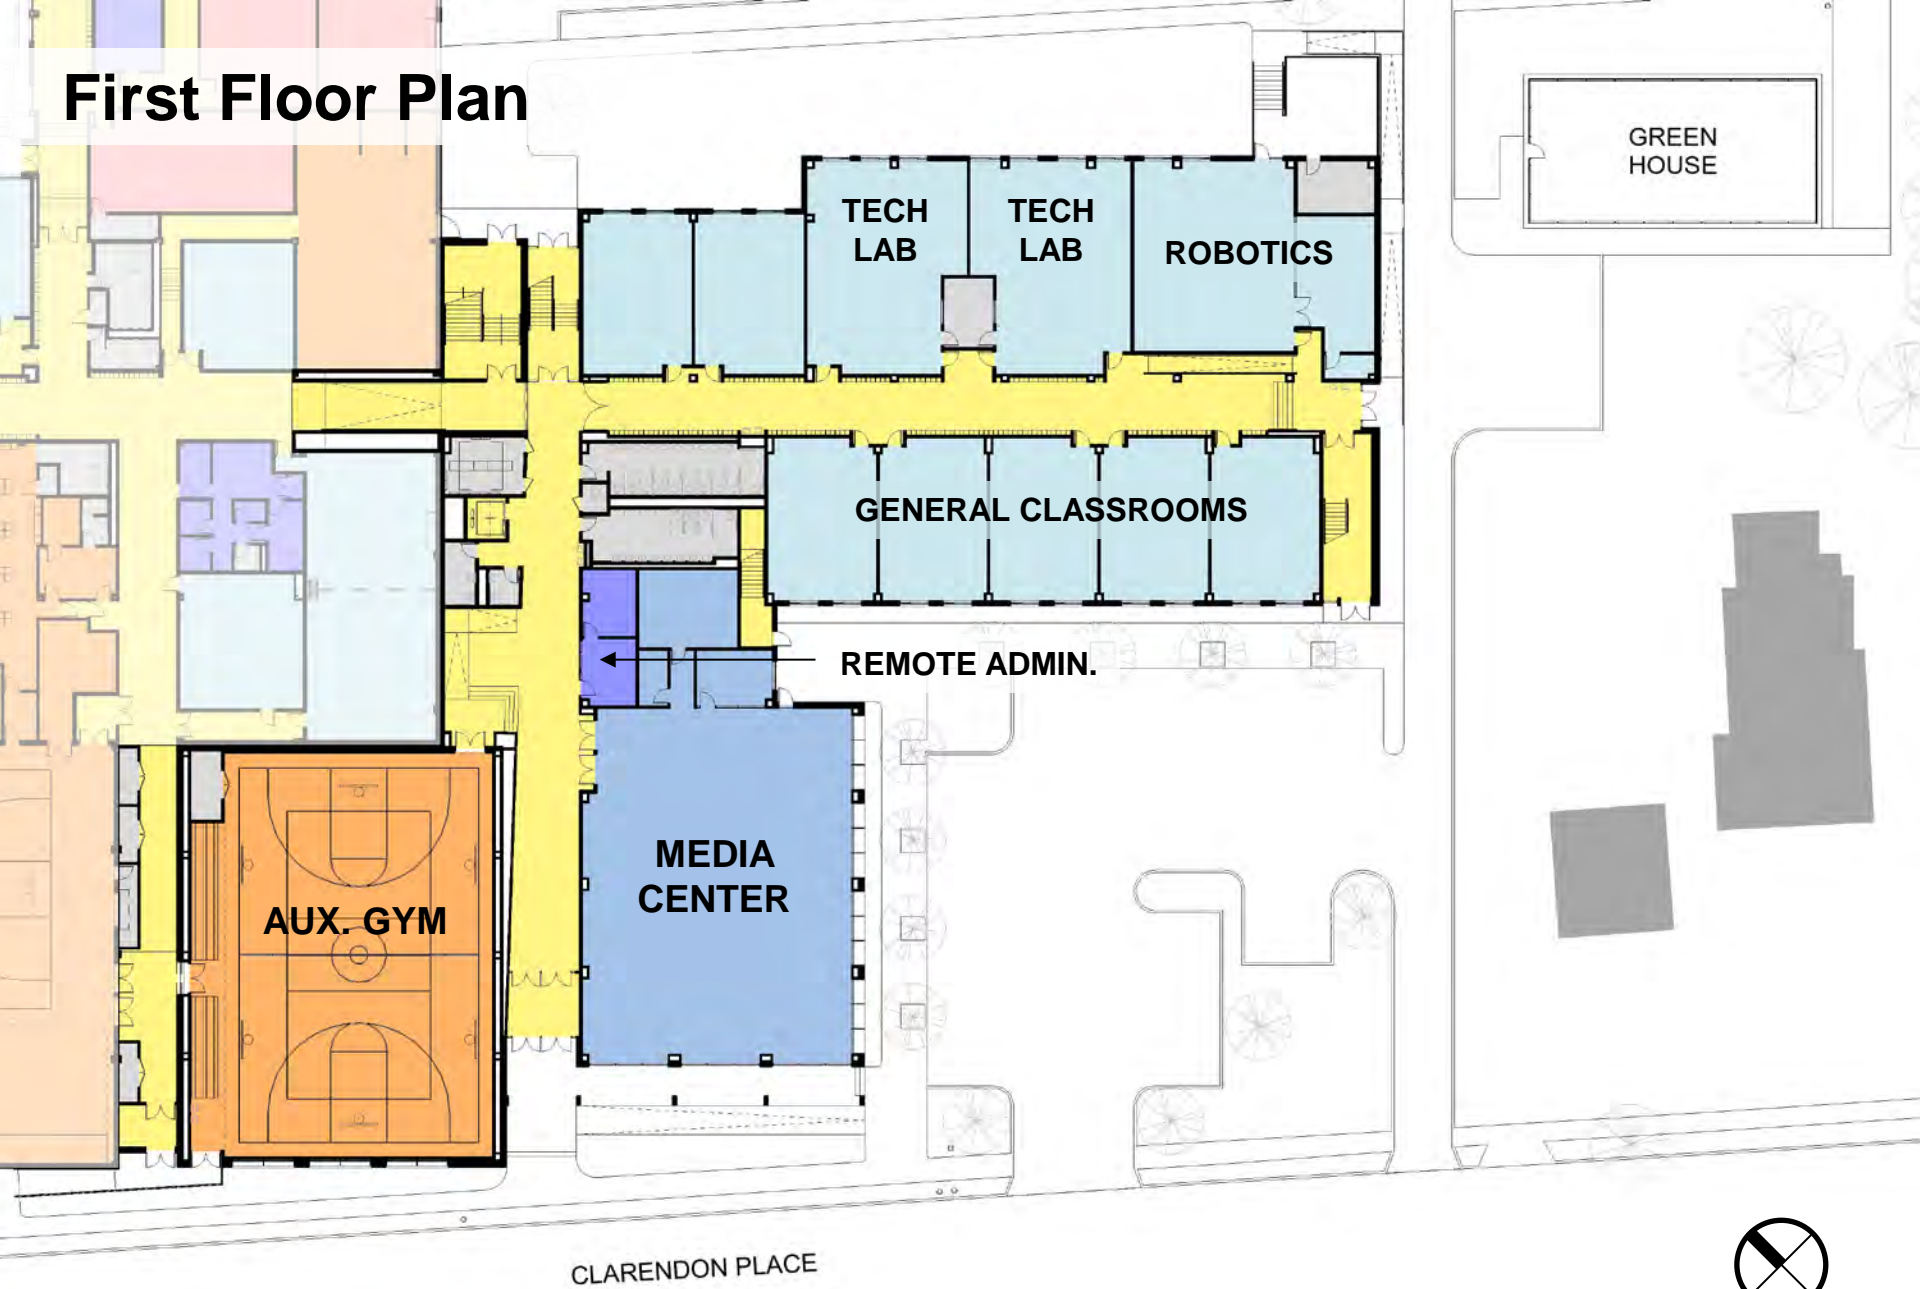 First Floor Plan
GREEN
HOUSE
TECH
LAB
TECH
LAB
ROBOTICS
GENERAL CLASSROOMS
REMOTE ADMIN.
MEDIA
CENTER
AUX. GYM
CLARENDON PLACE